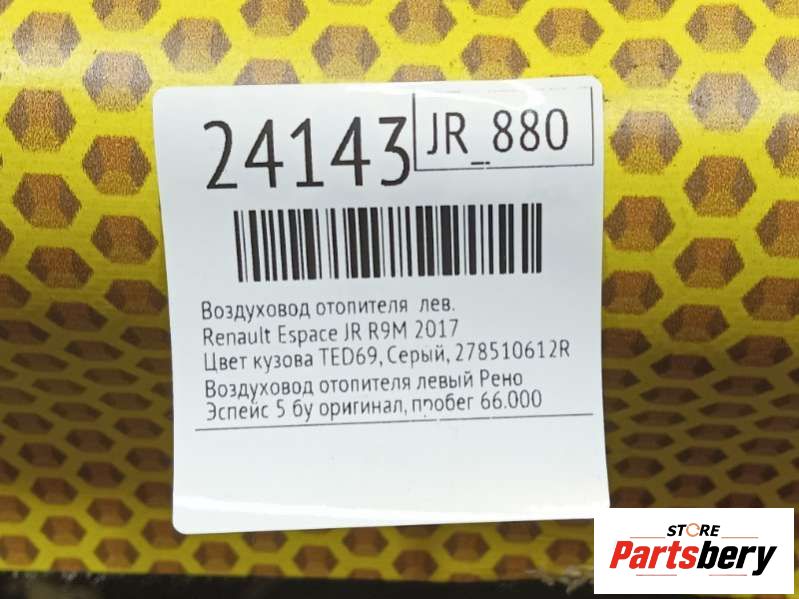 24143
JR_880
Воздуховод отопителя лев.
Renault Espace JR R9M 2017
Цвет кузова TED69, Серый, 278510612R
Воздуховод отопителя левый Рено
Эспейс 5 бу оригинал, пробег 66.000
STORE
Partsbery